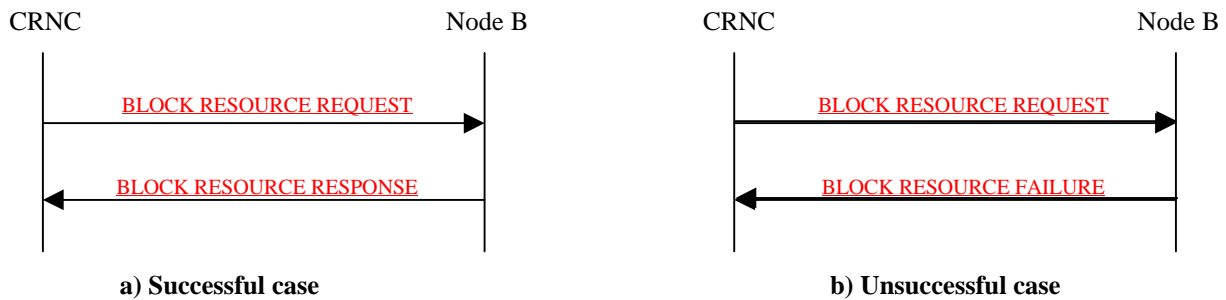 CRNC
Node B
BLOCK RESOURCE REQUEST
BLOCK RESOURCE RESPONSE
a) Successful case
CRNC
Node B
BLOCK RESOURCE REQUEST
BLOCK RESOURCE FAILURE
b) Unsuccessful case